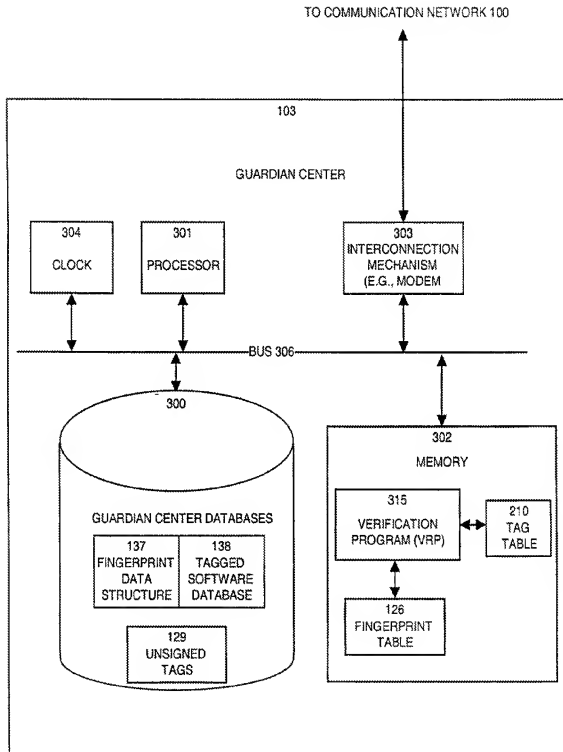 TO COMMUNICATION NETWORK 100
103
GUARDIAN CENTER
304
CLOCK
301
PROCESSOR
303
INTERCONNECTION
MECHANISM
(E.G., MODEM
BUS 306
300
GUARDIAN CENTER DATABASES
137
FINGERPRINT
DATA
STRUCTURE
138
TAGGED
SOFTWARE
DATABASE
129
UNSIGNED
TAGS
302
MEMORY
315
VERIFICATION
PROGRAM (VRP)
210
TAG
TABLE
126
FINGERPRINT
TABLE